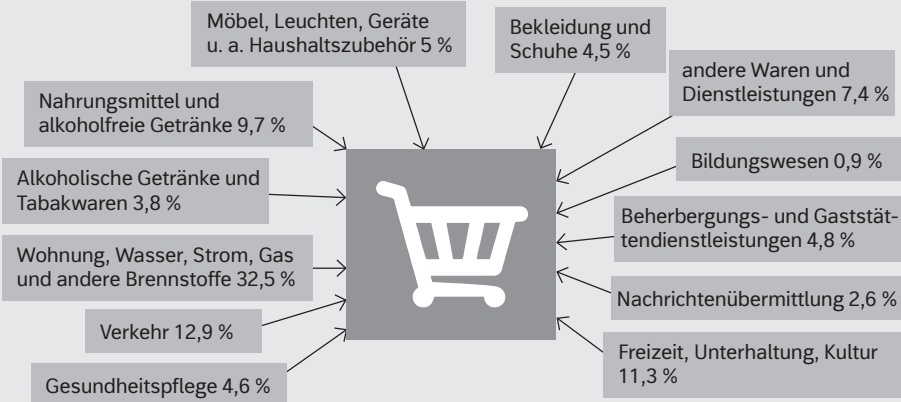 Möbel, Leuchten, Geräte
u. a. Haushaltszubehör 5 %
Bekleidung und
Schuhe 4,5 %
andere Waren und
Dienstleistungen 7,4 %
Nahrungsmittel und
alkoholfreie Getränke 9,7 %
Bildungswesen 0,9 %
Alkoholische Getränke und
Tabakwaren 3,8 %
Beherbergungs- und Gaststät-
tendienstleistungen 4,8 %
Wohnung, Wasser, Strom, Gas
und andere Brennstoffe 32,5 %
Nachrichtenübermittlung 2,6 %
Verkehr 12,9 %
Freizeit, Unterhaltung, Kultur
11,3 %
Gesundheitspflege 4,6 %